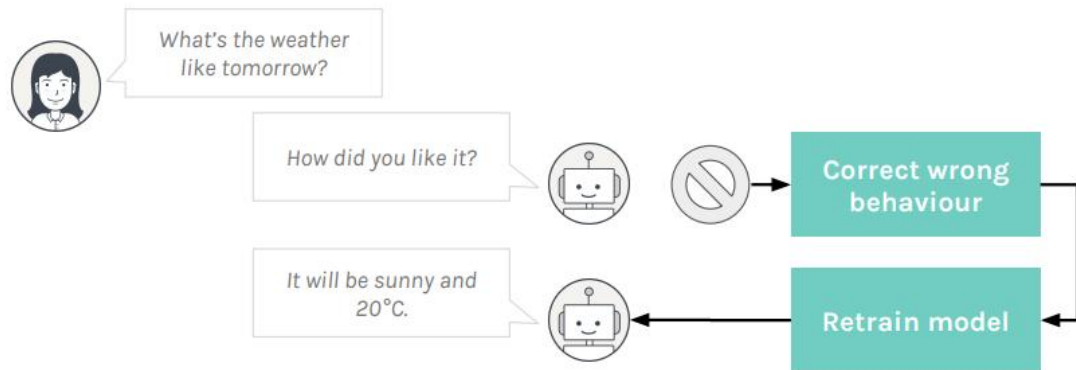 What's the weather
like tomorrow?
How did you like it?
Correct wrong
behaviour
It will be sunny and
20°C.
Retrain model